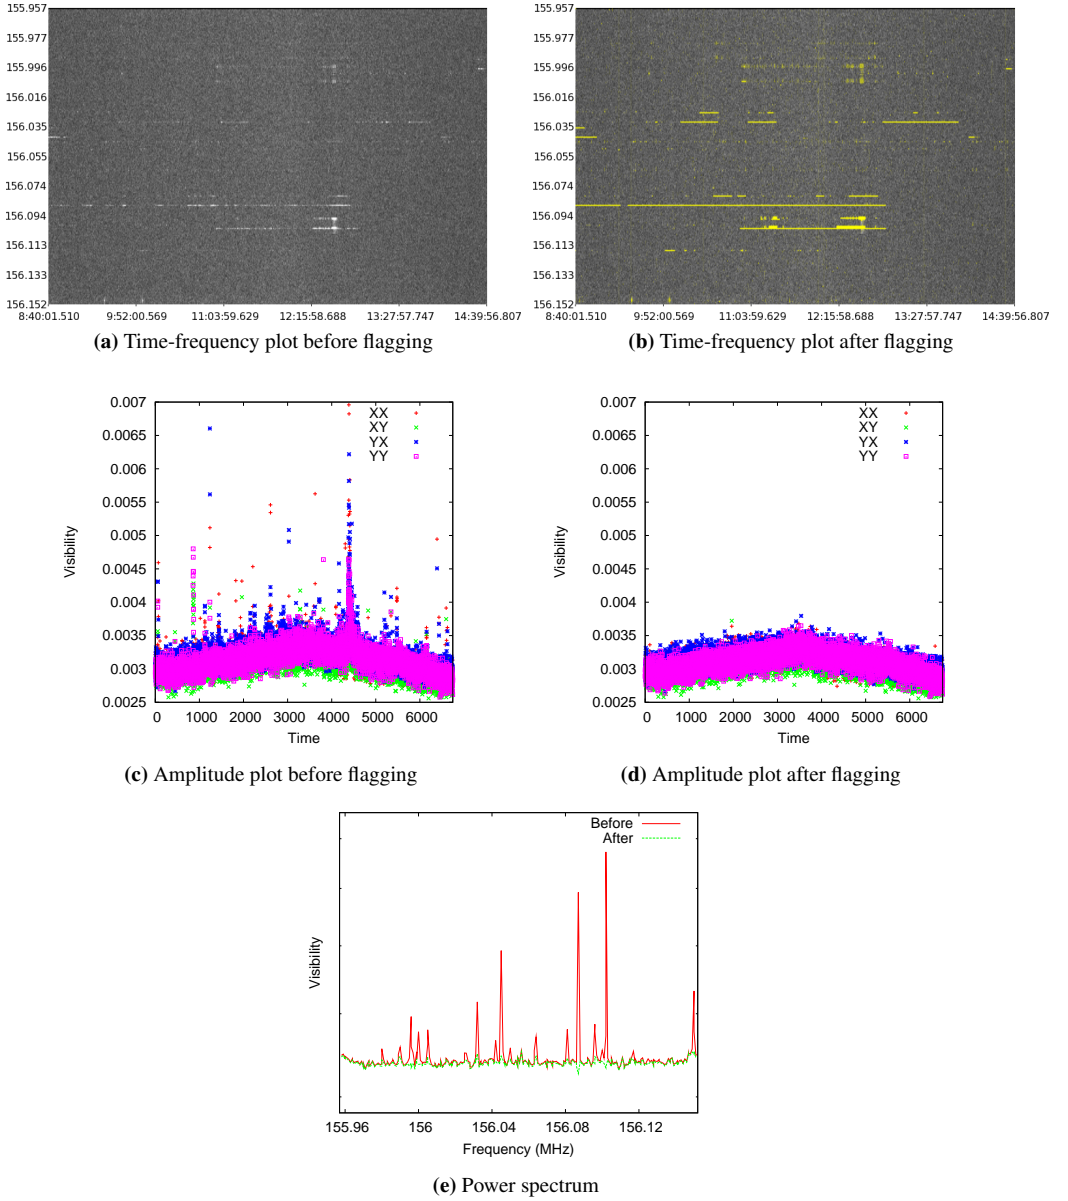 155.957
155.977
155.996
156.016
156.035
156.055
156.074
156.094
156.113
156.133
156.152
8:40:01.510 9:52:00.569 11:03:59.629 12:15:58.688 13:27:57.747 14:39:56.807
(a) Time-frequency plot before flagging
155.957
155.977
155.996
156.016
156.035
156.055
156.074
156.094
156.113
156.133
156.152
8:40:01.510 9:52:00.569 11:03:59.629 12:15:58.688 13:27:57.747 14:39:56.807
(b) Time-frequency plot after flagging
0.007
0.0065
0.006
0.0055
0.005
0.0045
0.004
0.0035
0.003
0.0025
Visibility
XX
XY
YX
YY
0 1000 2000 3000 4000 5000 6000
Time
(c) Amplitude plot before flagging
0.007
0.0065
0.006
0.0055
0.005
0.0045
0.004
0.0035
0.003
0.0025
Visibility
XX
XY
YX
YY
0 1000 2000 3000 4000 5000 6000
Time
(d) Amplitude plot after flagging
Before
After
Visibility
155.96 156 156.04 156.08 156.12
Frequency (MHz)
(e) Power spectrum